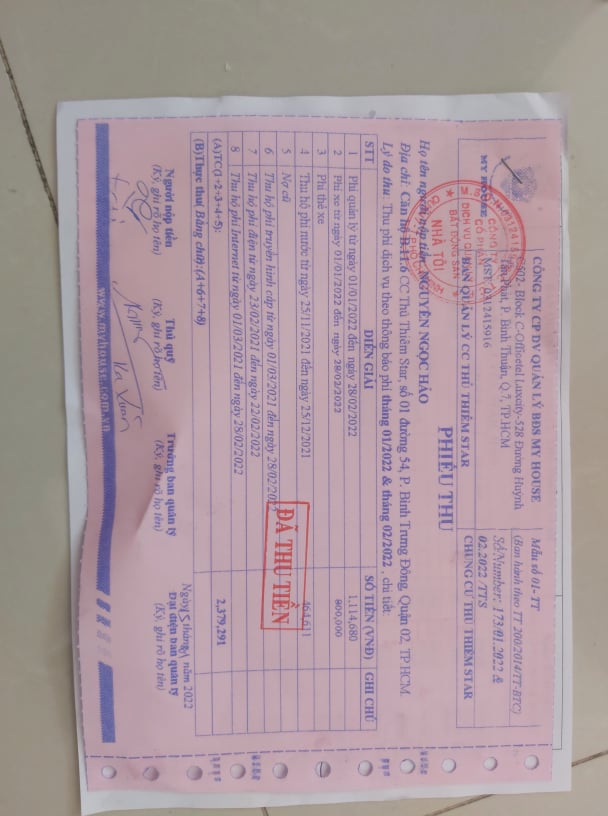 CÔNG TY CP DV QUẢN LÝ BĐS MY HOUSE
C502- Block C-Officetel Luxcity-528 Đường Huỳnh
Tấn Phát, P. Bình Thuận, Q.7, TP.HCM
MST: 0312415916
BAN QUẢN LÝ CC THỦ THIÊM STAR
MY HOUSE
Mẫu số 01- TT
(Ban hành theo TT 200/2014/TT-BTC)
Số/Number: 173/01.2022 &
02.2022 /TTS
CHUNG CƯ THỦ THIÊM STAR
CÔNG TY
CỔ PHẦN
DỊCH VỤ QUẢN LÝ
BẤT ĐỘNG SẢN
NHÀ TÔI
PHIẾU THU
Họ tên người nộp tiền: NGUYỄN NGỌC HẢO
Địa chỉ: Căn hộ B.11.6 CC Thủ Thiêm Star, số 01 đường 54, P. Bình Trưng Đông, Quận 02, TP HCM.
Lý do thu: Thu phí dịch vụ theo thông báo phí tháng 01/2022 & tháng 02/2022 , chi tiết:
STT DIỄN GIẢI SỐ TIỀN (VNĐ) GHI CHÚ
1 Phí quản lý từ ngày 01/01/2022 đến ngày 28/02/2022 1,114,680
2 Phí xe từ ngày 01/01/2022 đến ngày 28/02/2022 800,000
3 Phí thẻ xe
4 Thu hộ phí nước từ ngày 25/11/2021 đến ngày 25/12/2021 464,611
5 Nợ cũ
6 Thu hộ phí truyền hình cáp từ ngày 01/03/2021 đến ngày 28/02/2022
7 Thu hộ phí điện từ ngày 23/02/2021 đến ngày 22/02/2022
8 Thu hộ phí Internet từ ngày 01/03/2021 đến ngày 28/02/2022
ĐÃ THU TIỀN
(A)TC(1+2+3+4+5): 2,379,291
(B)Thực thu( Bằng chữ):(A+6+7+8)
Ngày 15 tháng 1 năm 2022
Người nộp tiền Thủ quỹ Trưởng ban quản lý Đại diện ban quản lý
(Ký, ghi rõ họ tên) (Ký, ghi rõ họ tên) (Ký, ghi rõ họ tên) (Ký, ghi rõ họ tên)
www.myhouse.com.vn